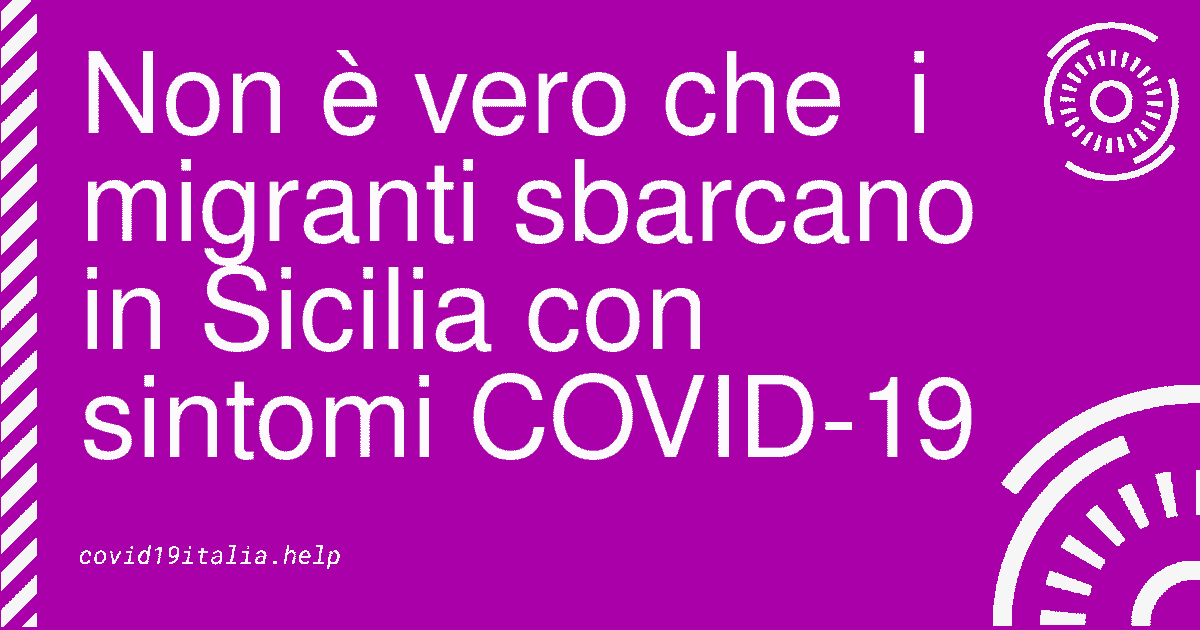 Non è vero che  i
migranti sbarcano
in Sicilia con
sintomi COVID-19
covid19italia.help